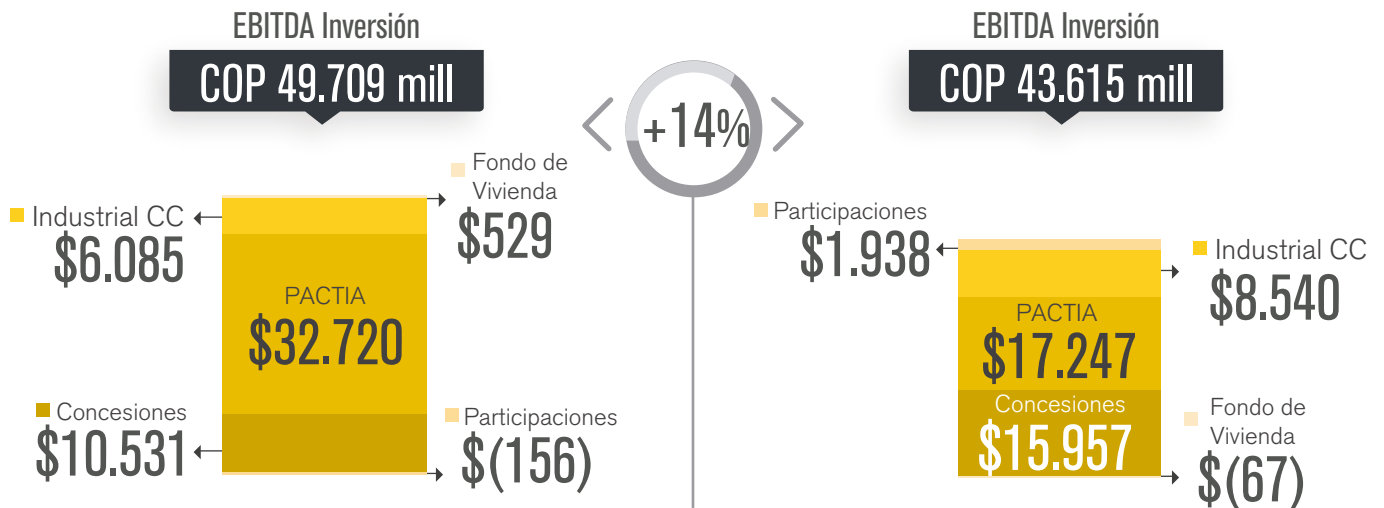 EBITDA Inversión
COP 49.709 mill
Fondo de
Vivienda
$529
Industrial CC
$6.085
PACTIA
$32.720
Concesiones
$10.531
Participaciones
$(156)
+14%
EBITDA Inversión
COP 43.615 mill
Participaciones
$1.938
Industrial CC
$8.540
PACTIA
$17.247
Concesiones
$15.957
Fondo de
Vivienda
$(67)